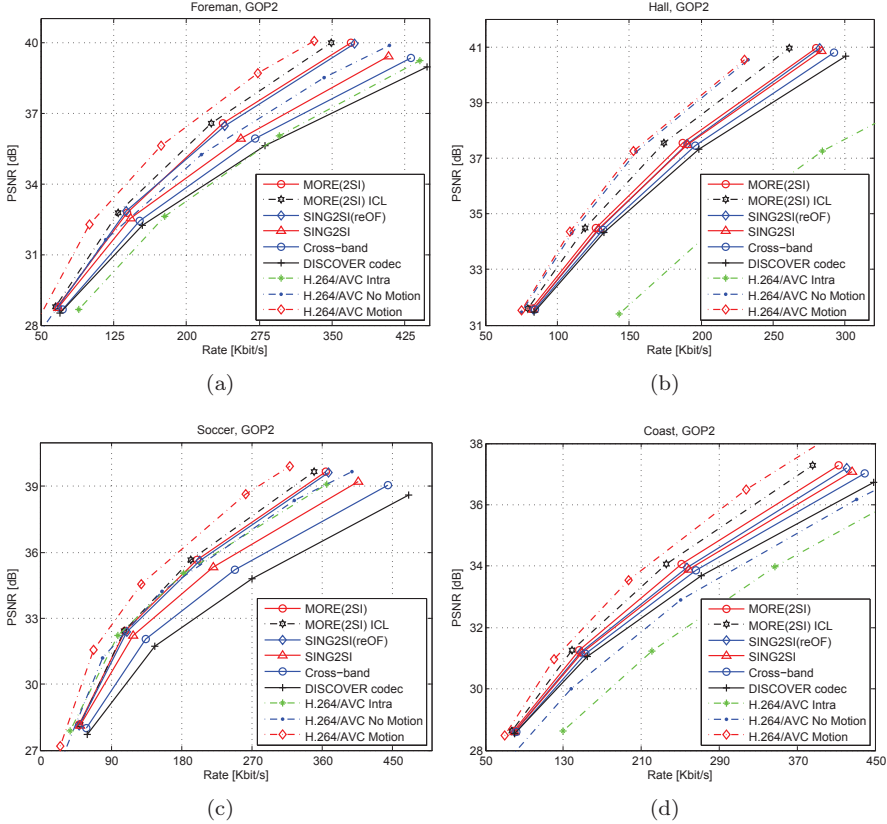 Foreman, GOP2
40
37
34
31
28
PSNR [dB]
50 125 200 275 350 425
Rate [Kbit/s]
MORE(2SI)
MORE(2SI) ICL
SING2SI(reOF)
SING2SI
Cross−band
DISCOVER codec
H.264/AVC Intra
H.264/AVC No Motion
H.264/AVC Motion
(a)
Hall, GOP2
41
39
37
35
33
31
PSNR [dB]
50 100 150 200 250 300
Rate [Kbit/s]
MORE(2SI)
MORE(2SI) ICL
SING2SI(reOF)
SING2SI
Cross−band
DISCOVER codec
H.264/AVC Intra
H.264/AVC No Motion
H.264/AVC Motion
(b)
Soccer, GOP2
39
36
33
30
27
PSNR [dB]
0 90 180 270 360 450
Rate [Kbit/s]
MORE(2SI)
MORE(2SI) ICL
SING2SI(reOF)
SING2SI
Cross−band
DISCOVER codec
H.264/AVC Intra
H.264/AVC No Motion
H.264/AVC Motion
(c)
Coast, GOP2
38
36
34
32
30
28
PSNR [dB]
50 130 210 290 370 450
Rate [Kbit/s]
MORE(2SI)
MORE(2SI) ICL
SING2SI(reOF)
SING2SI
Cross−band
DISCOVER codec
H.264/AVC Intra
H.264/AVC No Motion
H.264/AVC Motion
(d)